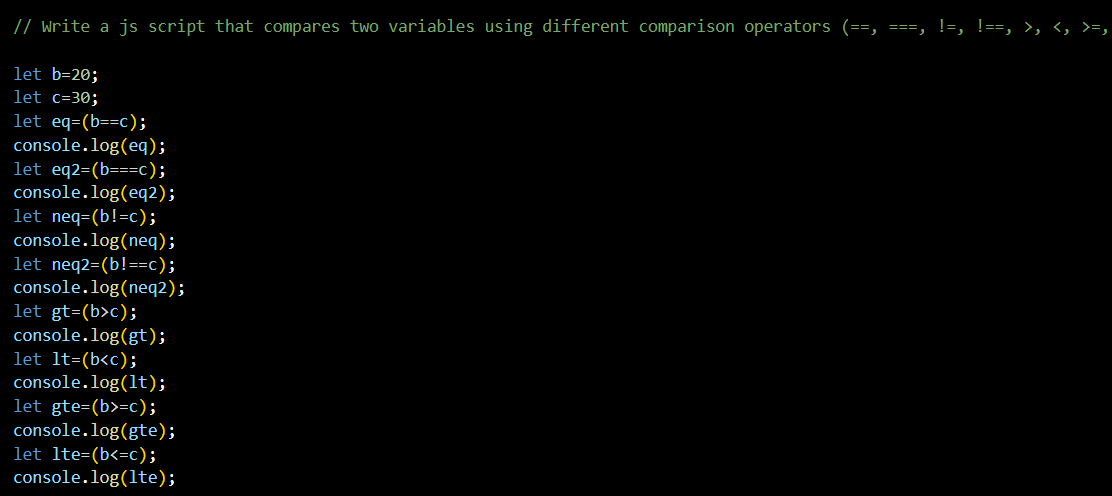 // Write a js script that compares two variables using different comparison operators (==, ===, !=, !==, >, <, >=,
let b=20;
let c=30;
let eq=(b==c);
console.log(eq);
let eq2=(b===c);
console.log(eq2);
let neq=(b!=c);
console.log(neq);
let neq2=(b!==c);
console.log(neq2);
let gt=(b>c);
console.log(gt);
let lt=(b<c);
console.log(lt);
let gte=(b>=c);
console.log(gte);
let lte=(b<=c);
console.log(lte);